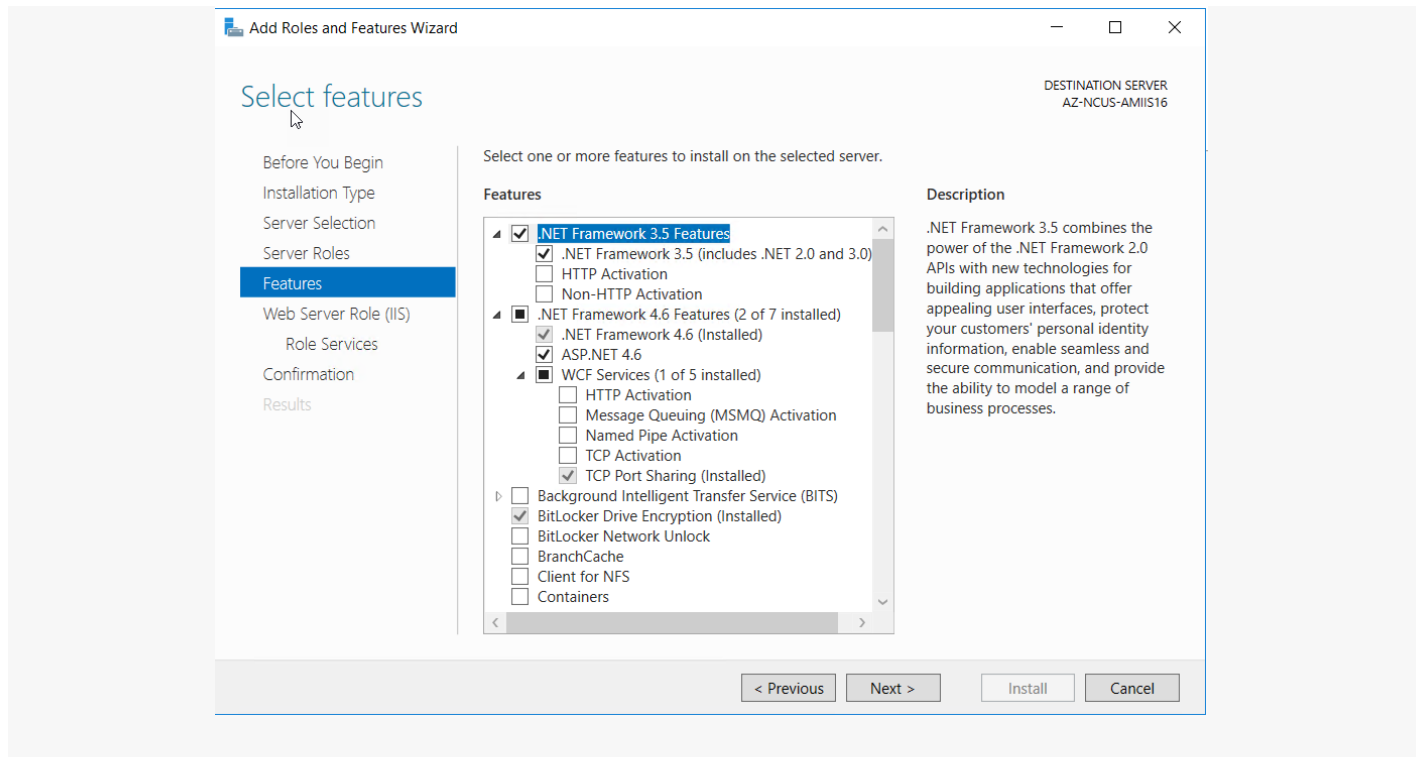 Add Roles and Features Wizard
Select features
DESTINATION SERVER
AZ-NCUS-AMIIS16
Before You Begin
Installation Type
Server Selection
Server Roles
Features
Web Server Role (IIS)
Role Services
Confirmation
Results
Select one or more features to install on the selected server.
Features
.NET Framework 3.5 Features
.NET Framework 3.5 (includes .NET 2.0 and 3.0)
HTTP Activation
Non-HTTP Activation
.NET Framework 4.6 Features (2 of 7 installed)
.NET Framework 4.6 (Installed)
ASP.NET 4.6
WCF Services (1 of 5 installed)
HTTP Activation
Message Queuing (MSMQ) Activation
Named Pipe Activation
TCP Activation
TCP Port Sharing (Installed)
Background Intelligent Transfer Service (BITS)
BitLocker Drive Encryption (Installed)
BitLocker Network Unlock
BranchCache
Client for NFS
Containers
Description
.NET Framework 3.5 combines the
power of the .NET Framework 2.0
APIs with new technologies for
building applications that offer
appealing user interfaces, protect
your customers' personal identity
information, enable seamless and
secure communication, and provide
the ability to model a range of
business processes.
< Previous
Next >
Install
Cancel